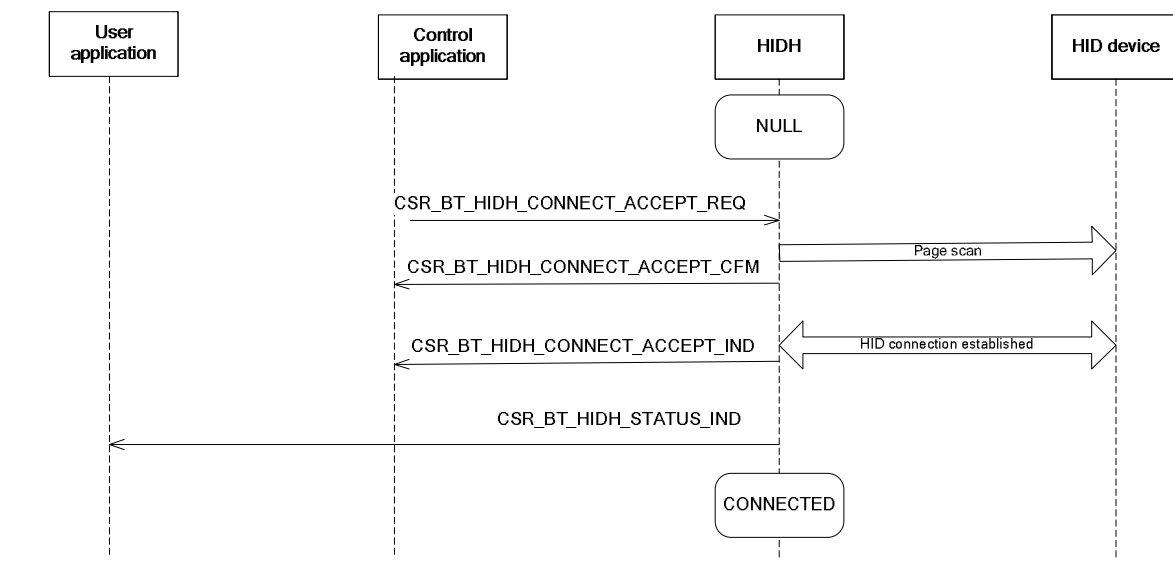 User
application
Control
application
HIDH
HID device
NULL
CSR_BT_HIDH_CONNECT_ACCEPT_REQ
Page scan
CSR_BT_HIDH_CONNECT_ACCEPT_CFM
CSR_BT_HIDH_CONNECT_ACCEPT_IND
HID connection established
CSR_BT_HIDH_STATUS_IND
CONNECTED